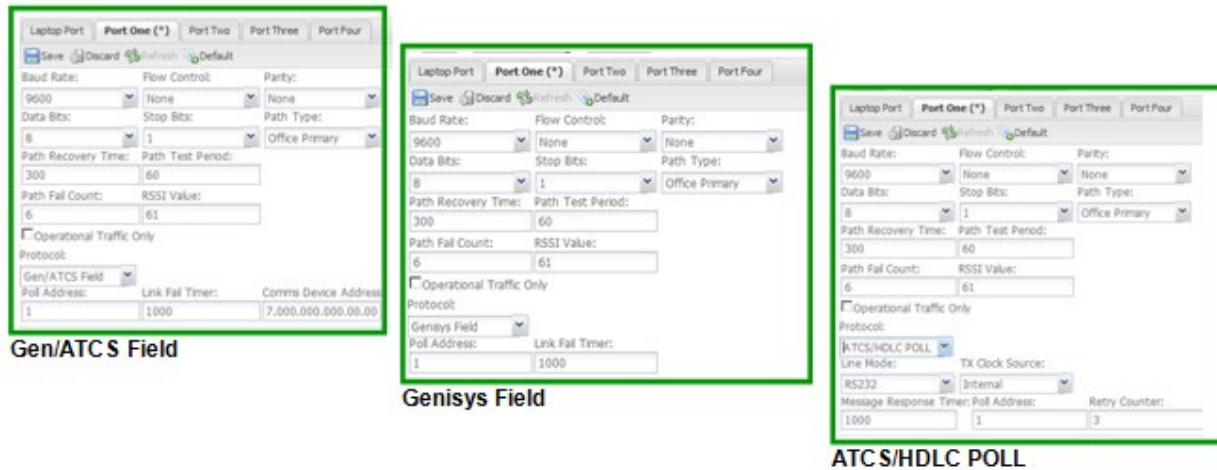 Laptop Port Port One (*) Port Two Port Three Port Four
Save Discard Refresh Default
Baud Rate: Flow Control: Parity:
9600 None None
Data Bits: Stop Bits: Path Type:
8 1 Office Primary
Path Recovery Time: Path Test Period:
300 60
Path Fail Count: RSSI Value:
6 61
Operational Traffic Only
Protocol:
Gen/ATCS Field
Poll Address: Link Fail Timer: Comms Device Address
1 1000 7.000.000.000.00.00
Gen/ATCS Field
Laptop Port Port One (*) Port Two Port Three Port Four
Save Discard Refresh Default
Baud Rate: Flow Control: Parity:
9600 None None
Data Bits: Stop Bits: Path Type:
8 1 Office Primary
Path Recovery Time: Path Test Period:
300 60
Path Fail Count: RSSI Value:
6 61
Operational Traffic Only
Protocol:
Genisys Field
Poll Address: Link Fail Timer:
1 1000
Genisys Field
Laptop Port Port One (*) Port Two Port Three Port Four
Save Discard Refresh Default
Baud Rate: Flow Control: Parity:
9600 None None
Data Bits: Stop Bits: Path Type:
8 1 Office Primary
Path Recovery Time: Path Test Period:
300 60
Path Fail Count: RSSI Value:
6 61
Operational Traffic Only
Protocol:
ATCS/HDLC POLL
Line Mode: TX Clock Source:
RS232 Internal
Message Response Timer: Poll Address: Retry Counter:
1000 1 3
ATCS/HDLC POLL